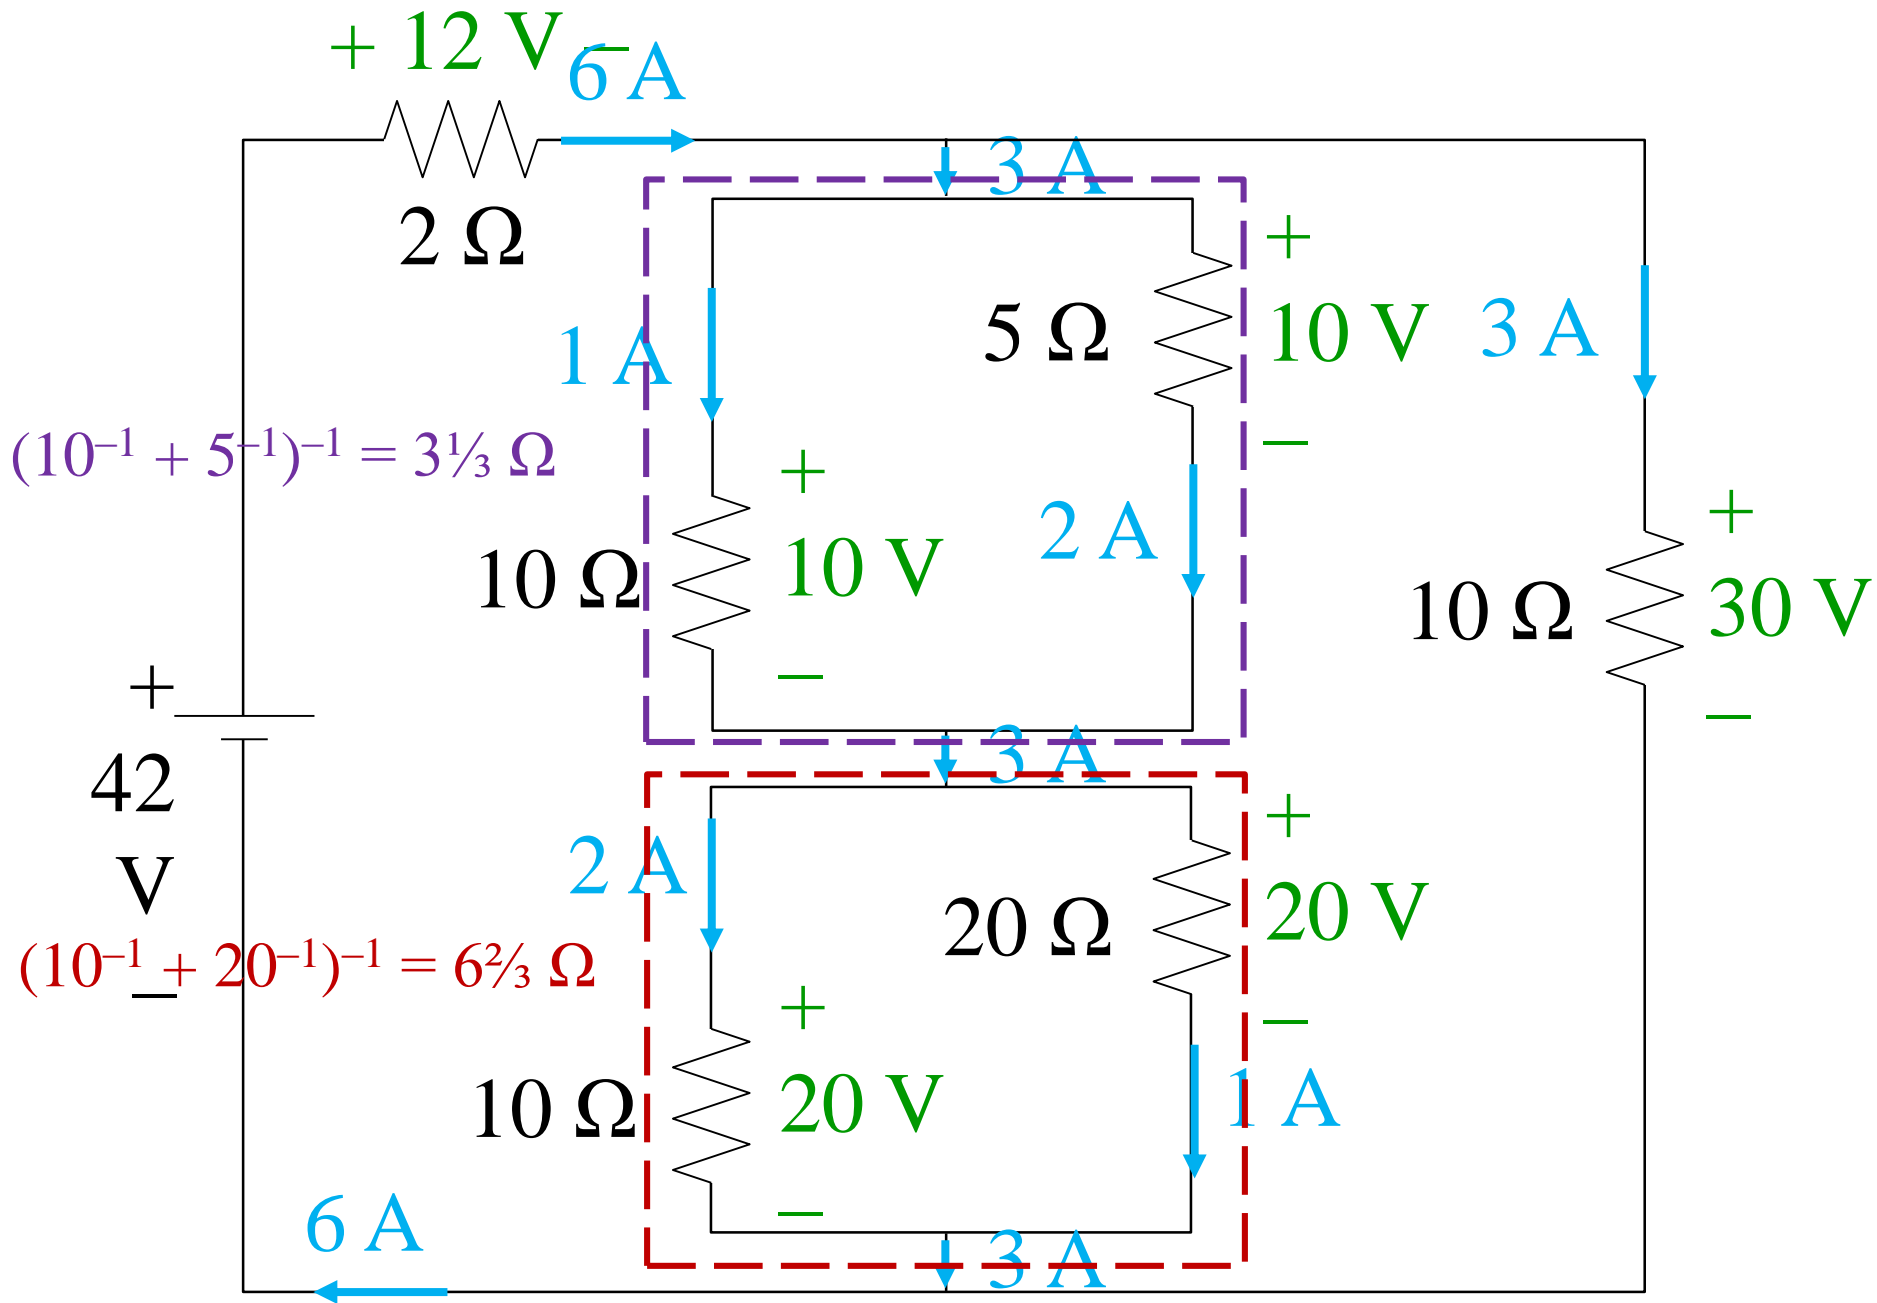 + 12 V –
6 A
2 Ω
3 A
+
10 V
–
5 Ω
3 A
1 A
(10⁻¹ + 5⁻¹)⁻¹ = 3⅓ Ω
2 A
+
10 V
–
10 Ω
+
30 V
–
10 Ω
+
42
V
–
3 A
2 A
+
20 V
–
20 Ω
(10⁻¹ + 20⁻¹)⁻¹ = 6⅔ Ω
+
20 V
–
10 Ω
1 A
6 A
3 A